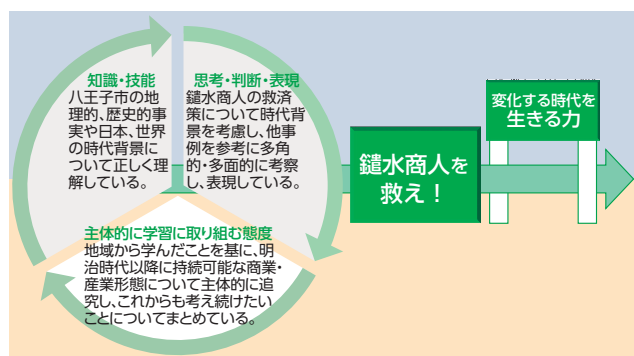 知識・技能
八王子市の地
理的、歴史的事
実や日本、世界
の時代背景に
ついて正しく理
解している。
思考・判断・表現
鑓水商人の救済
策について時代背
景を考慮し、他事
例を参考に多角
的・多面的に考察
し、表現している。
主体的に学習に取り組む態度
地域から学んだことを基に、明
治時代以降に持続可能な商業・
産業形態について主体的に追
究し、これからも考え続けたい
ことについてまとめている。
鑓水商人を
救え！
変化する時代を
生きる力